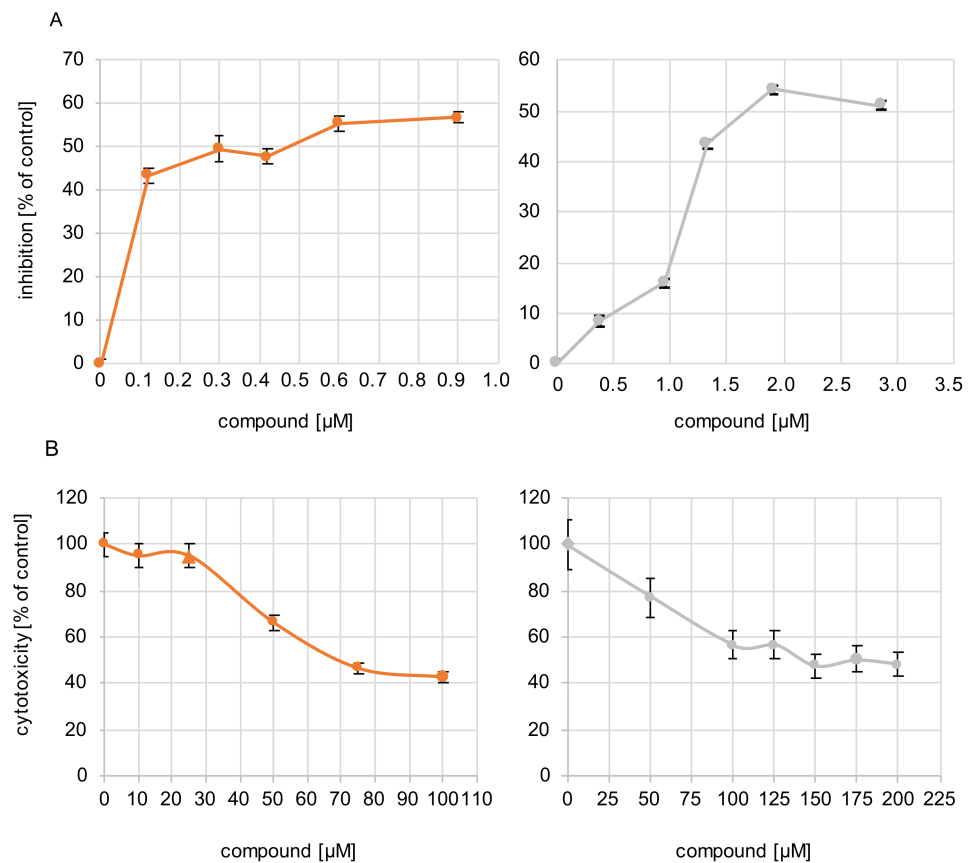 A
inhibition [% of control]
70
60
50
40
30
20
10
0
0 0.1 0.2 0.3 0.4 0.5 0.6 0.7 0.8 0.9 1.0
compound [µM]
60
50
40
30
20
10
0
0 0.5 1.0 1.5 2.0 2.5 3.0 3.5
compound [µM]
B
cytotoxicity [% of control]
120
100
80
60
40
20
0
0 10 20 30 40 50 60 70 80 90 100 110
compound [µM]
120
100
80
60
40
20
0
0 25 50 75 100 125 150 175 200 225
compound [µM]